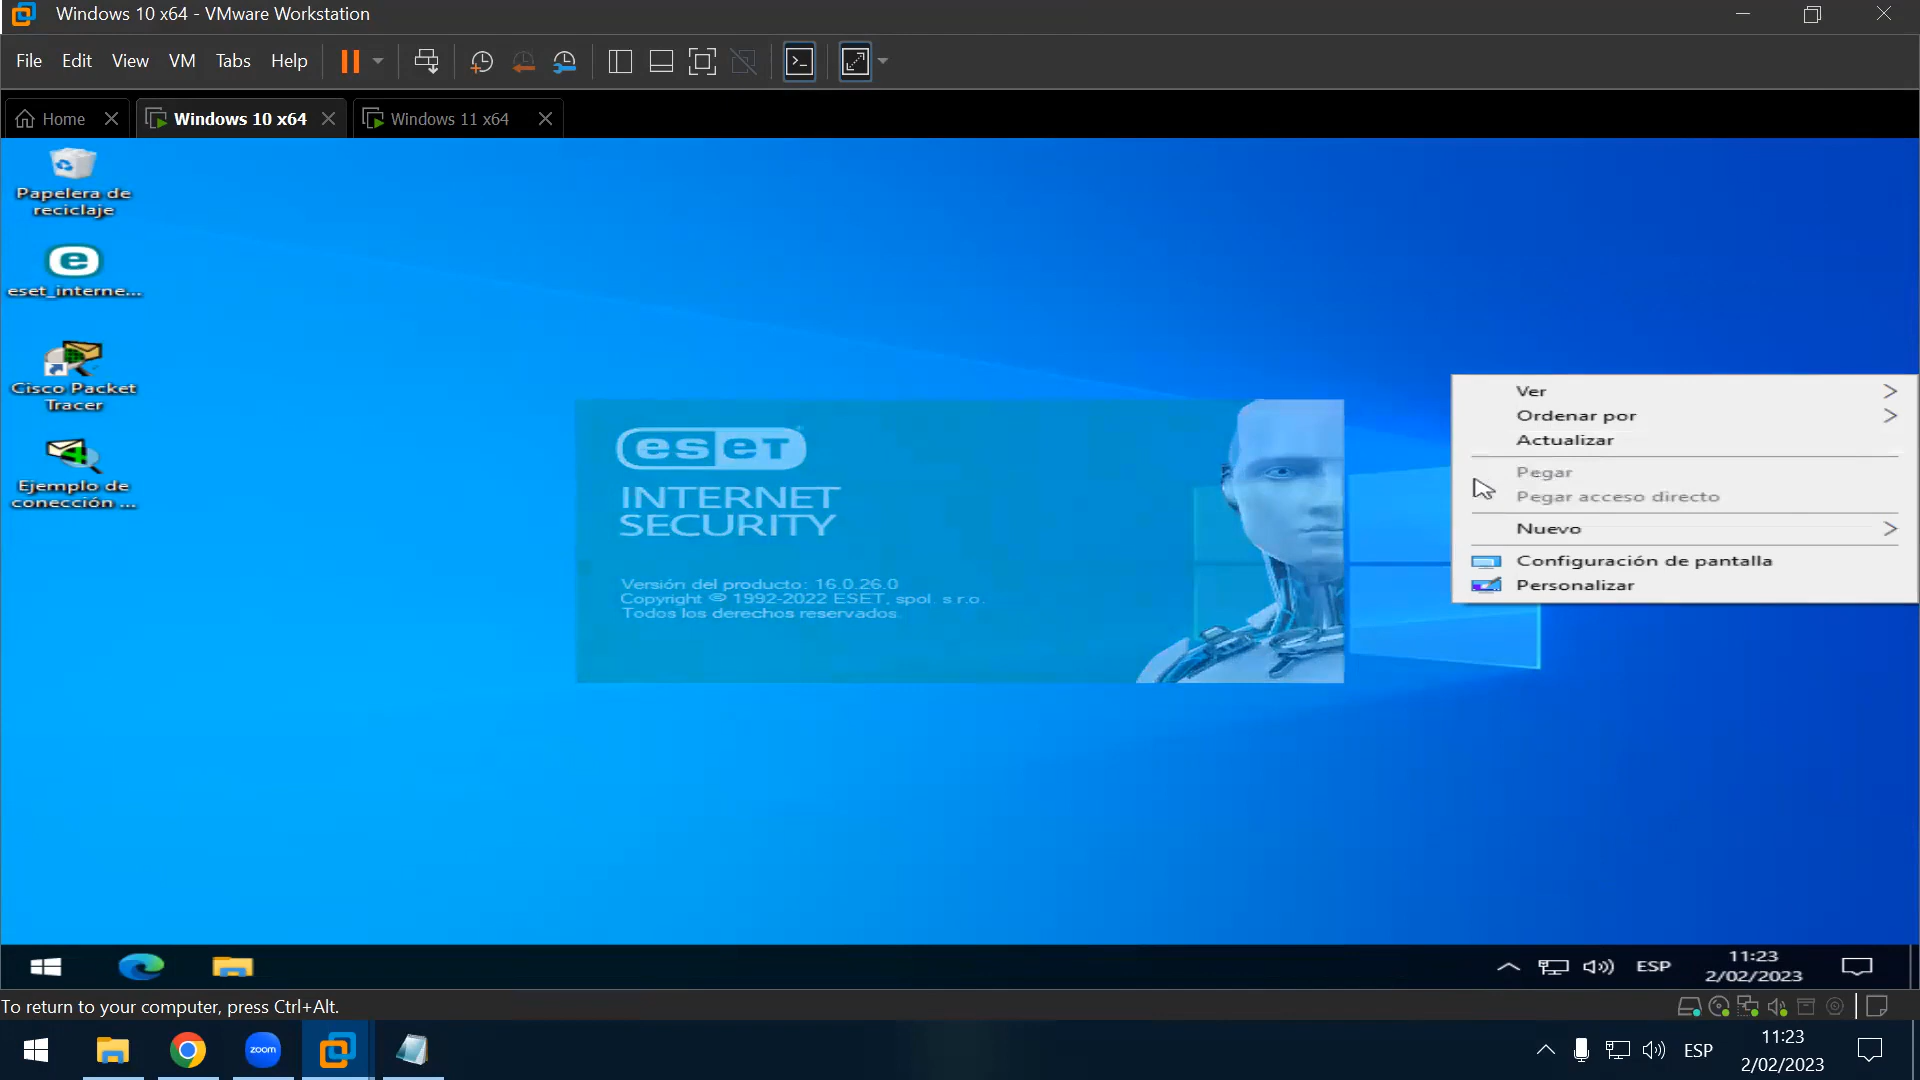 Windows 10 x64 - VMware Workstation
File Edit View VM Tabs Help
Home
Windows 10 x64
Windows 11 x64
Papelera de
reciclaje
eset_interne...
Cisco Packet
Tracer
Ejemplo de
conección ...
eset
INTERNET
SECURITY
Versión del producto: 16.0.26.0
Copyright © 1992-2022 ESET, spol. s r.o.
Todos los derechos reservados.
Ver
Ordenar por
Actualizar
Pegar
Pegar acceso directo
Nuevo
Configuración de pantalla
Personalizar
ESP
11:23
2/02/2023
To return to your computer, press Ctrl+Alt.
zoom
ESP
11:23
2/02/2023